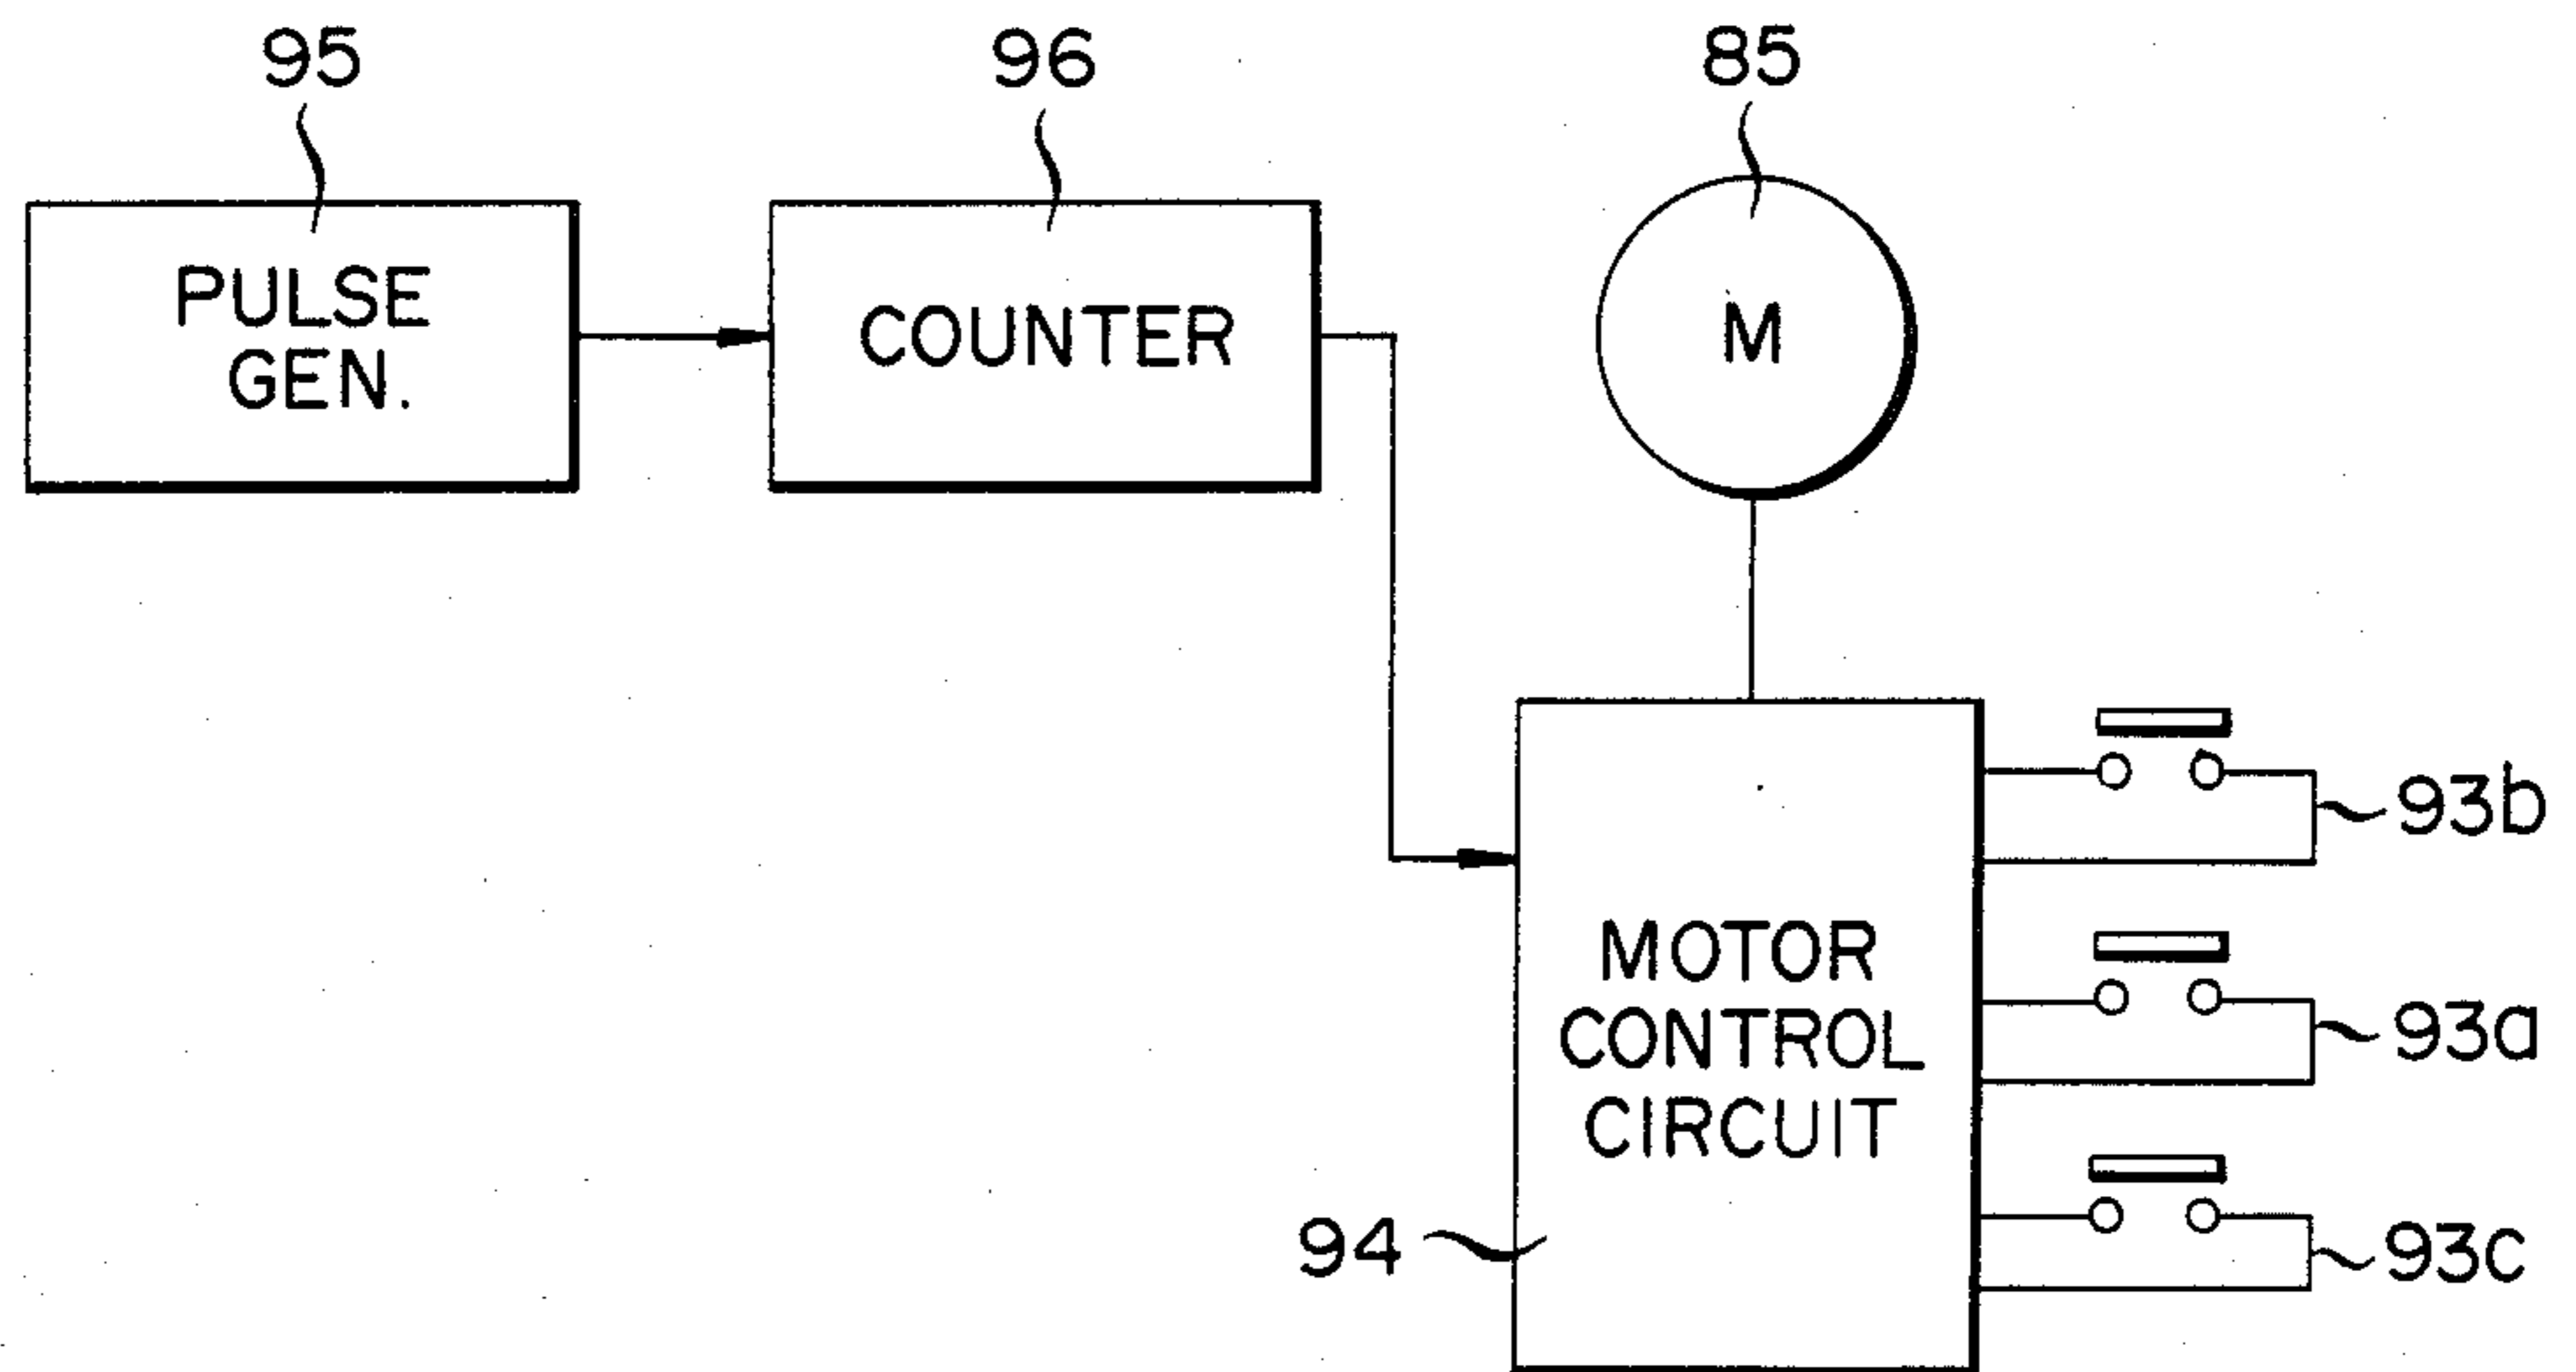 95
96
85
PULSE
GEN.
COUNTER
M
93b
MOTOR
CONTROL
CIRCUIT
93a
94
93c